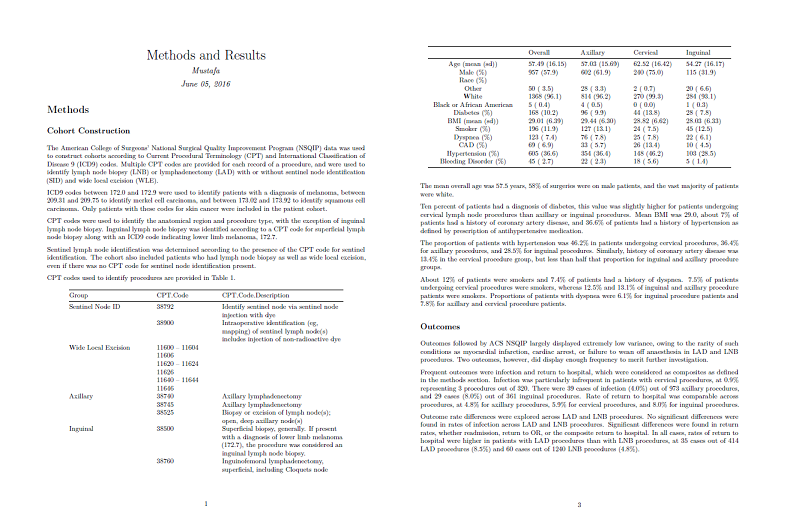 Methods and Results
Mustafa
June 05, 2016
Methods
Cohort Construction
The American College of Surgeons' National Surgical Quality Improvement Program (NSQIP) data was
used to construct cohorts according to Current Procedural Terminology (CPT) and International Classification of
Disease 9 (ICD9) codes. Multiple CPT codes are provided for each record of a procedure, and were used to
identify lymph node biopsy (LNB) or lymphadenectomy (LAD) with or without sentinel node identification
(SID) and wide local excision (WLE).
ICD9 codes between 172.0 and 172.9 were used to identify patients with a diagnosis of melanoma, between
209.31 and 209.75 to identify merkel cell carcinoma, and between 173.02 and 173.92 to identify squamous cell
carcinoma. Only patients with these codes for skin cancer were included in the patient cohort.
CPT codes were used to identify the anatomical region and procedure type, with the exception of inguinal
lymph node biopsy. Inguinal lymph node biopsy was identified according to a CPT code for superficial lymph
node biopsy along with an ICD9 code indicating lower limb melanoma, 172.7.
Sentinel lymph node identification was determined according to the presence of the CPT code for sentinel
identification. The cohort also included patients who had lymph node biopsy as well as wide local excision,
even if there was no CPT code for sentinel node identification present.
CPT codes used to identify procedures are provided in Table 1.
Group CPT.Code CPT.Code.Description
Sentinel Node ID 38792 Identify sentinel node via sentinel node
injection with dye
38900 Intraoperative identification (eg,
mapping) of sentinel lymph node(s)
includes injection of non-radioactive dye
Wide Local Excision 11600 – 11604
11606
11620 – 11624
11626
11640 – 11644
11646
Axillary 38740 Axillary lymphadenectomy
38745 Axillary lymphadenectomy
38525 Biopsy or excision of lymph node(s);
open, deep axillary node(s)
Inguinal 38500 Superficial biopsy, generally. If present
with a diagnosis of lower limb melanoma
(172.7), the procedure was considered an
inguinal lymph node biopsy.
38760 Inguinofemoral lymphadenectomy,
superficial, including Cloquets node
1
Overall Axillary Cervical Inguinal
Age (mean (sd)) 57.49 (16.15) 57.03 (15.69) 62.52 (16.42) 54.27 (16.17)
Male (%) 957 (57.9) 602 (61.9) 240 (75.0) 115 (31.9)
Race (%)
Other 50 ( 3.5) 28 ( 3.3) 2 ( 0.7) 20 ( 6.6)
White 1368 (96.1) 814 (96.2) 270 (99.3) 284 (93.1)
Black or African American 5 ( 0.4) 4 ( 0.5) 0 ( 0.0) 1 ( 0.3)
Diabetes (%) 168 (10.2) 96 ( 9.9) 44 (13.8) 28 ( 7.8)
BMI (mean (sd)) 29.01 (6.39) 29.44 (6.30) 28.82 (6.62) 28.03 (6.33)
Smoker (%) 196 (11.9) 127 (13.1) 24 ( 7.5) 45 (12.5)
Dyspnea (%) 123 ( 7.4) 76 ( 7.8) 25 ( 7.8) 22 ( 6.1)
CAD (%) 69 ( 6.9) 33 ( 5.7) 26 (13.4) 10 ( 4.5)
Hypertension (%) 605 (36.6) 354 (36.4) 148 (46.2) 103 (28.5)
Bleeding Disorder (%) 45 ( 2.7) 22 ( 2.3) 18 ( 5.6) 5 ( 1.4)
The mean overall age was 57.5 years, 58% of surgeries were on male patients, and the vast majority of patients
were white.
Ten percent of patients had a diagnosis of diabetes, this value was slightly higher for patients undergoing
cervical lymph node procedures than axillary or inguinal procedures. Mean BMI was 29.0, about 7% of
patients had a history of coronary artery disease, and 36.6% of patients had a history of hypertension as
defined by prescription of antihypertensive medication.
The proportion of patients with hypertension was 46.2% in patients undergoing cervical procedures, 36.4%
for axillary procedures, and 28.5% for inguinal procedures. Similarly, history of coronary artery disease was
13.4% in the cervical procedure group, but less than half that proportion for inguinal and axillary procedure
groups.
About 12% of patients were smokers and 7.4% of patients had a history of dyspnea. 7.5% of patients
undergoing cervical procedures were smokers, whereas 12.5% and 13.1% of inguinal and axillary procedure
patients were smokers. Proportions of patients with dyspnea were 6.1% for inguinal procedure patients and
7.8% for axillary and cervical procedure patients.
Outcomes
Outcomes followed by ACS NSQIP largely displayed extremely low variance, owing to the rarity of such
conditions as myocardial infarction, cardiac arrest, or failure to wean off anaesthesia in LAD and LNB
procedures. Two outcomes, however, did display enough frequency to merit further investigation.
Frequent outcomes were infection and return to hospital, which were considered as composites as defined
in the methods section. Infection was particularly infrequent in patients with cervical procedures, at 0.9%
representing 3 procedures out of 320. There were 39 cases of infection (4.0%) out of 973 axillary cases, and
29 cases (8.0%) out of 361 inguinal procedures. Rate of return to hospital was comparable across
procedures, at 4.8% for axillary procedures, 5.9% for cervical procedures, and 8.0% for inguinal procedures.
Outcome rate differences were explored across LAD and LNB procedures. No significant differences were
found in rates of infection across LAD and LNB procedures. Significant differences were found in return
rates, whether readmission, return to OR, or the composite return to hospital. In all cases, rates of return to
hospital were higher in patients with LAD procedures than with LNB procedures, at 35 cases out of 414
LAD procedures (8.5%) and 60 cases out of 1240 LNB procedures (4.8%).
3